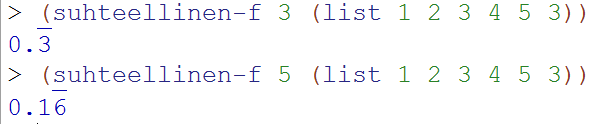 > (suhteellinen-f 3 (list 1 2 3 4 5 3))
0.3̅
> (suhteellinen-f 5 (list 1 2 3 4 5 3))
0.16̅